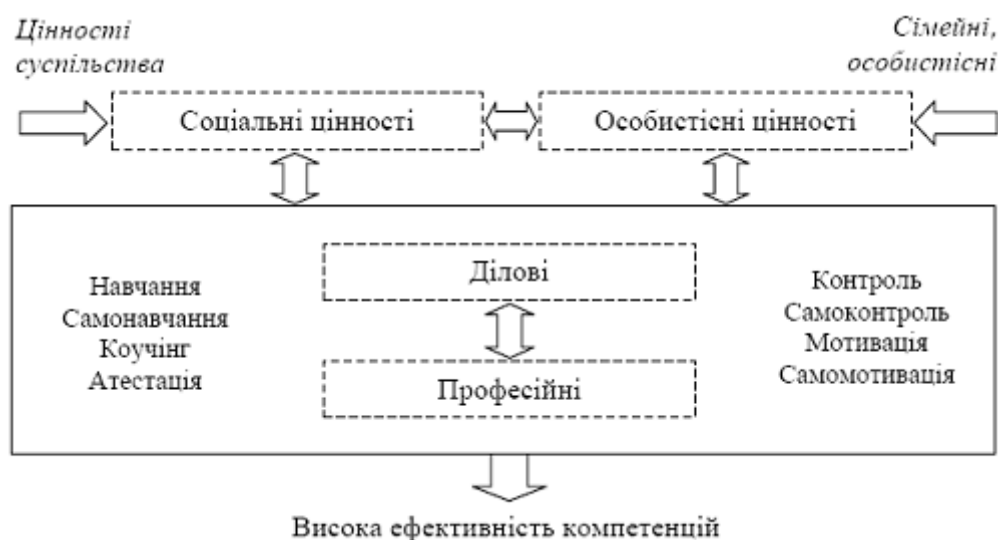 Цінності
суспільства
Сімейні,
особистісні
Соціальні цінності
Особистісні цінності
Навчання
Самонавчання
Коучінг
Атестація
Ділові
Професійні
Контроль
Самоконтроль
Мотивація
Самомотивація
Висока ефективність компетенцій